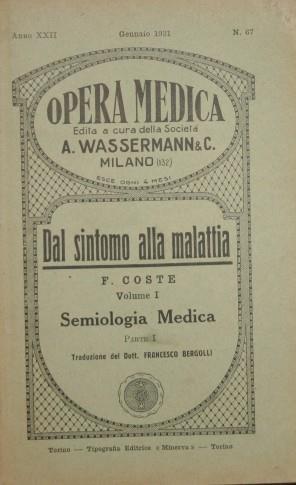 Anno XXII Gennaio 1931 N. 67
OPERA MEDICA
Edita a cura della Società
A. WASSERMANN & C.
MILANO (132)
ESCE OGNI 4 MESI
Dal sintomo alla malattia
F. COSTE
Volume I
Semiologia Medica
Parte I
Traduzione del Dott. FRANCESCO BERGOLLI
Torino — Tipografia Editrice «Minerva» — Torino